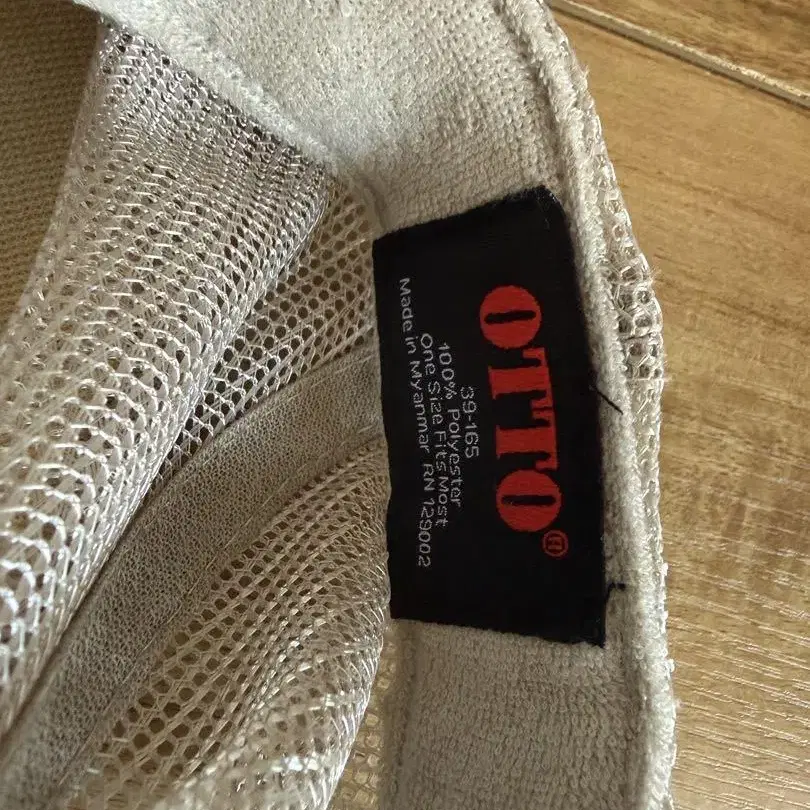 OTTO®
39-165
100% Polyester
One Size Fits Most
Made in Myanmar RN 129002